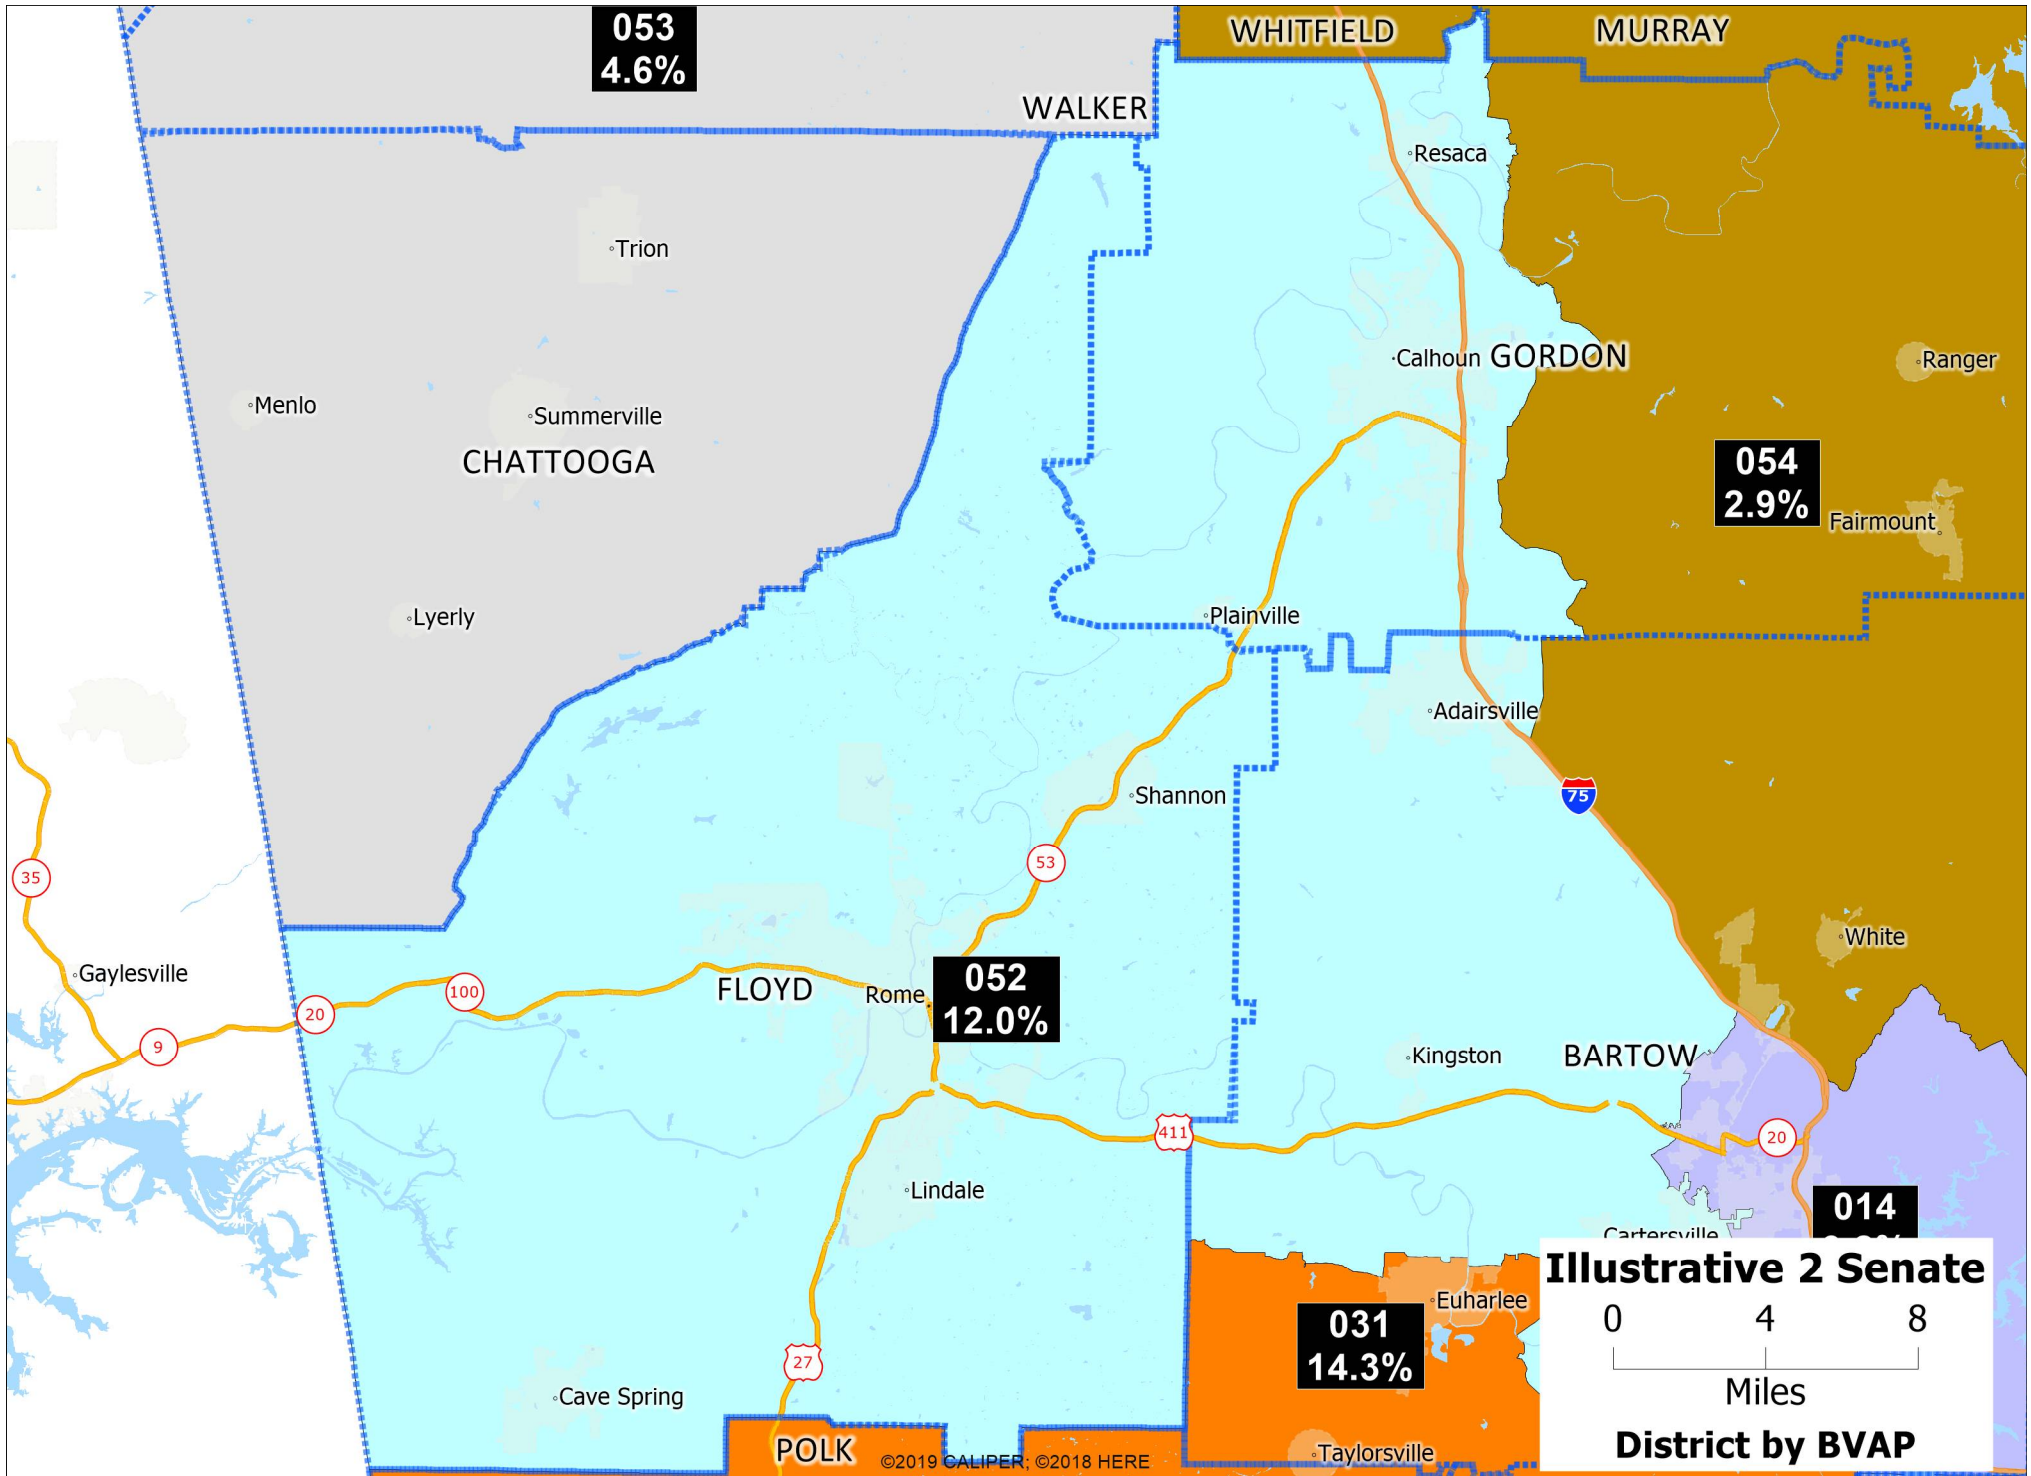 053
4.6%
WHITFIELD
MURRAY
WALKER
Resaca
Trion
Calhoun
GORDON
Ranger
Menlo
Summerville
CHATTOOGA
054
2.9%
Fairmount
Lyerly
Plainville
Adairsville
Shannon
75
53
35
White
Gaylesville
100
FLOYD
Rome
052
12.0%
20
9
Kingston
BARTOW
411
20
Lindale
014
Cartersville
Illustrative 2 Senate
0 4 8
Miles
District by BVAP
Euharlee
031
14.3%
27
Cave Spring
POLK
©2019 CALIPER; ©2018 HERE
Taylorsville